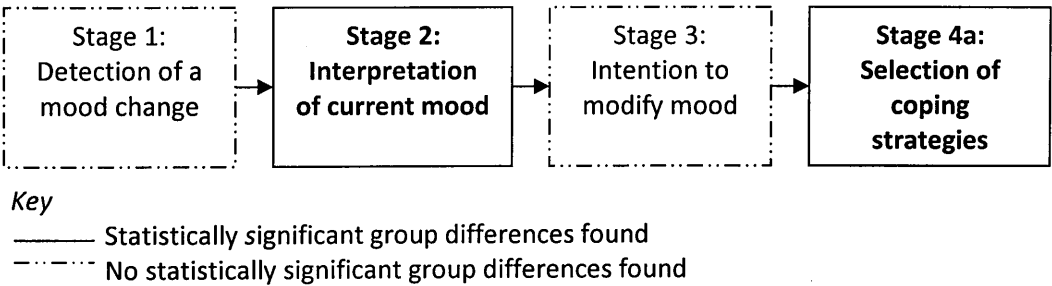 Stage 1:
Detection of a
mood change
Stage 2:
Interpretation
of current mood
Stage 3:
Intention to
modify mood
Stage 4a:
Selection of
coping
strategies
Key
Statistically significant group differences found
No statistically significant group differences found